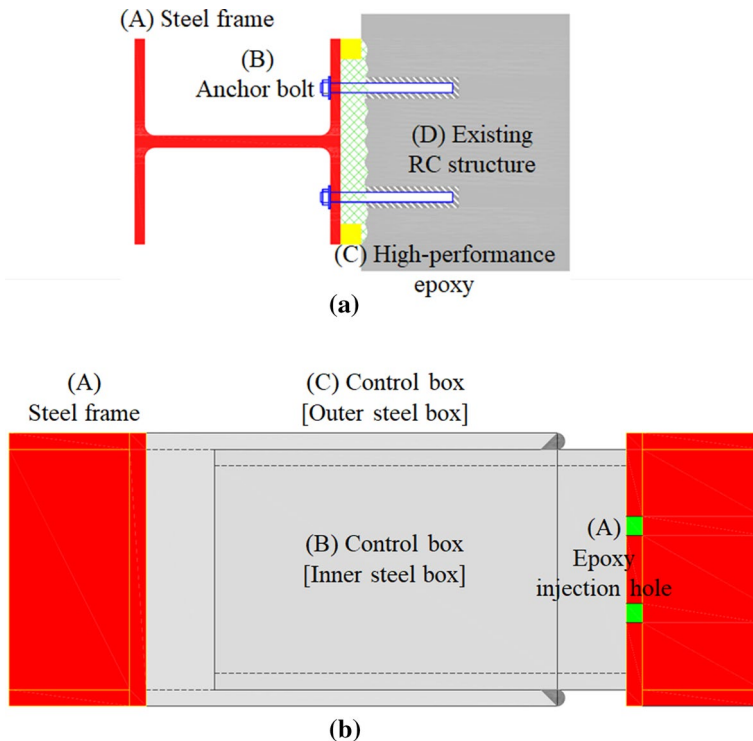 (A) Steel frame
(B)
Anchor bolt
(D) Existing
RC structure
(C) High-performance
epoxy
(a)
(A)
Steel frame
(C) Control box
[Outer steel box]
(B) Control box
[Inner steel box]
(A)
Epoxy
injection hole
(b)